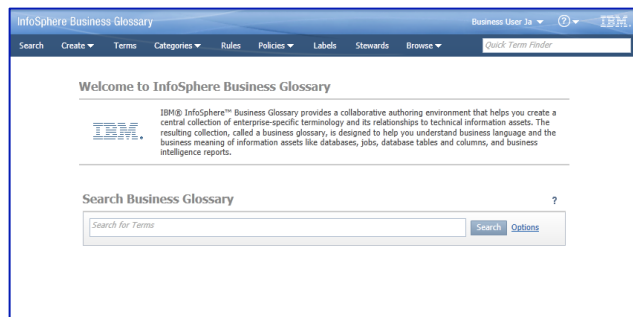 InfoSphere Business Glossary
Business User Ja
?
IBM.
Search Create Terms Categories Rules Policies Labels Stewards Browse Quick Term Finder
Welcome to InfoSphere Business Glossary
IBM.
IBM® InfoSphere™ Business Glossary provides a collaborative authoring environment that helps you create a
central collection of enterprise-specific terminology and its relationships to technical information assets. The
resulting collection, called a business glossary, is designed to help you understand business language and the
business meaning of information assets like databases, jobs, database tables and columns, and business
intelligence reports.
Search Business Glossary ?
Search for Terms
Search Options